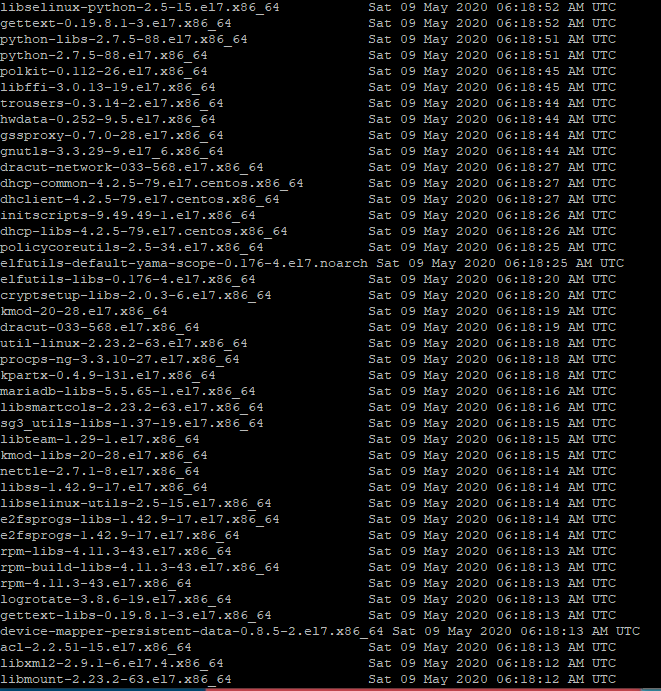 libselinux-python-2.5-15.el7.x86_64 Sat 09 May 2020 06:18:52 AM UTC
gettext-0.19.8.1-3.el7.x86_64 Sat 09 May 2020 06:18:52 AM UTC
python-libs-2.7.5-88.el7.x86_64 Sat 09 May 2020 06:18:51 AM UTC
python-2.7.5-88.el7.x86_64 Sat 09 May 2020 06:18:51 AM UTC
polkit-0.112-26.el7.x86_64 Sat 09 May 2020 06:18:45 AM UTC
libffi-3.0.13-19.el7.x86_64 Sat 09 May 2020 06:18:45 AM UTC
trousers-0.3.14-2.el7.x86_64 Sat 09 May 2020 06:18:44 AM UTC
hwdata-0.252-9.5.el7.x86_64 Sat 09 May 2020 06:18:44 AM UTC
gssproxy-0.7.0-28.el7.x86_64 Sat 09 May 2020 06:18:44 AM UTC
gnutls-3.3.29-9.el7_6.x86_64 Sat 09 May 2020 06:18:44 AM UTC
dracut-network-033-568.el7.x86_64 Sat 09 May 2020 06:18:27 AM UTC
dhcp-common-4.2.5-79.el7.centos.x86_64 Sat 09 May 2020 06:18:27 AM UTC
dhclient-4.2.5-79.el7.centos.x86_64 Sat 09 May 2020 06:18:27 AM UTC
initscripts-9.49.49-1.el7.x86_64 Sat 09 May 2020 06:18:26 AM UTC
dhcp-libs-4.2.5-79.el7.centos.x86_64 Sat 09 May 2020 06:18:26 AM UTC
policycoreutils-2.5-34.el7.x86_64 Sat 09 May 2020 06:18:25 AM UTC
elfutils-default-yama-scope-0.176-4.el7.noarch Sat 09 May 2020 06:18:25 AM UTC
elfutils-libs-0.176-4.el7.x86_64 Sat 09 May 2020 06:18:20 AM UTC
cryptsetup-libs-2.0.3-6.el7.x86_64 Sat 09 May 2020 06:18:20 AM UTC
kmod-20-28.el7.x86_64 Sat 09 May 2020 06:18:19 AM UTC
dracut-033-568.el7.x86_64 Sat 09 May 2020 06:18:19 AM UTC
util-linux-2.23.2-63.el7.x86_64 Sat 09 May 2020 06:18:18 AM UTC
procps-ng-3.3.10-27.el7.x86_64 Sat 09 May 2020 06:18:18 AM UTC
kpartx-0.4.9-131.el7.x86_64 Sat 09 May 2020 06:18:18 AM UTC
mariadb-libs-5.5.65-1.el7.x86_64 Sat 09 May 2020 06:18:16 AM UTC
libsmartcols-2.23.2-63.el7.x86_64 Sat 09 May 2020 06:18:16 AM UTC
sg3_utils-libs-1.37-19.el7.x86_64 Sat 09 May 2020 06:18:15 AM UTC
libteam-1.29-1.el7.x86_64 Sat 09 May 2020 06:18:15 AM UTC
kmod-libs-20-28.el7.x86_64 Sat 09 May 2020 06:18:15 AM UTC
nettle-2.7.1-8.el7.x86_64 Sat 09 May 2020 06:18:14 AM UTC
libss-1.42.9-17.el7.x86_64 Sat 09 May 2020 06:18:14 AM UTC
libselinux-utils-2.5-15.el7.x86_64 Sat 09 May 2020 06:18:14 AM UTC
e2fsprogs-libs-1.42.9-17.el7.x86_64 Sat 09 May 2020 06:18:14 AM UTC
e2fsprogs-1.42.9-17.el7.x86_64 Sat 09 May 2020 06:18:14 AM UTC
rpm-libs-4.11.3-43.el7.x86_64 Sat 09 May 2020 06:18:13 AM UTC
rpm-build-libs-4.11.3-43.el7.x86_64 Sat 09 May 2020 06:18:13 AM UTC
rpm-4.11.3-43.el7.x86_64 Sat 09 May 2020 06:18:13 AM UTC
logrotate-3.8.6-19.el7.x86_64 Sat 09 May 2020 06:18:13 AM UTC
gettext-libs-0.19.8.1-3.el7.x86_64 Sat 09 May 2020 06:18:13 AM UTC
device-mapper-persistent-data-0.8.5-2.el7.x86_64 Sat 09 May 2020 06:18:13 AM UTC
acl-2.2.51-15.el7.x86_64 Sat 09 May 2020 06:18:13 AM UTC
libxml2-2.9.1-6.el7.4.x86_64 Sat 09 May 2020 06:18:12 AM UTC
libmount-2.23.2-63.el7.x86_64 Sat 09 May 2020 06:18:12 AM UTC